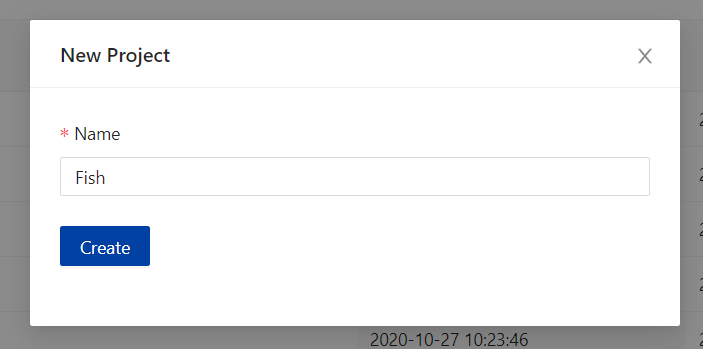 New Project
* Name
Fish
Create
2020-10-27 10:23:46